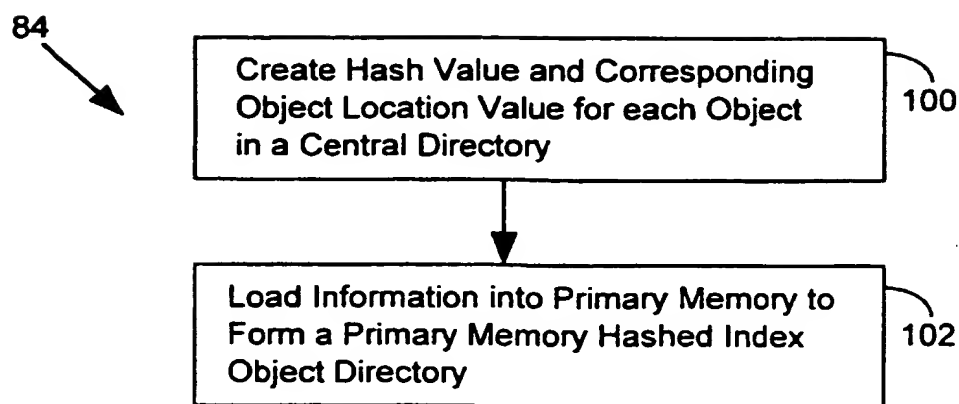 84
Create Hash Value and Corresponding
Object Location Value for each Object
in a Central Directory
100
Load Information into Primary Memory to
Form a Primary Memory Hashed Index
Object Directory
102